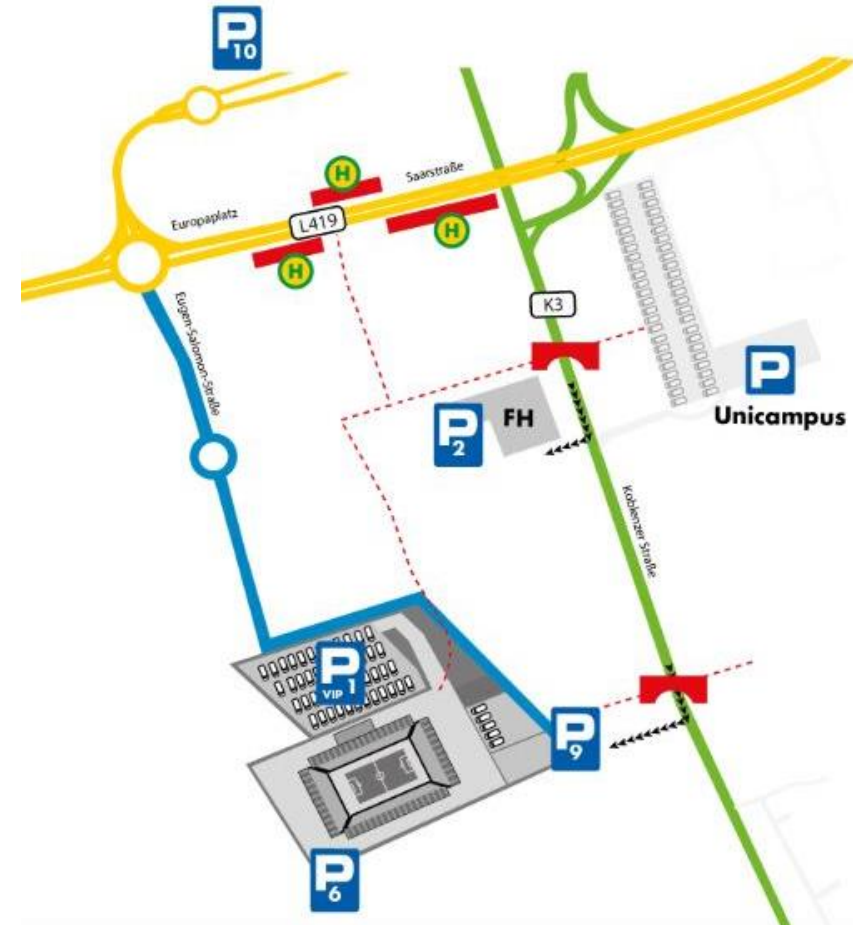 P
10
H
Saarstraße
Europaplatz
L419
H
H
Eugen-Salomon-Straße
K3
P
Unicampus
P
2
FH
Koblenzer Straße
P
VIP 1
P
9
P
6